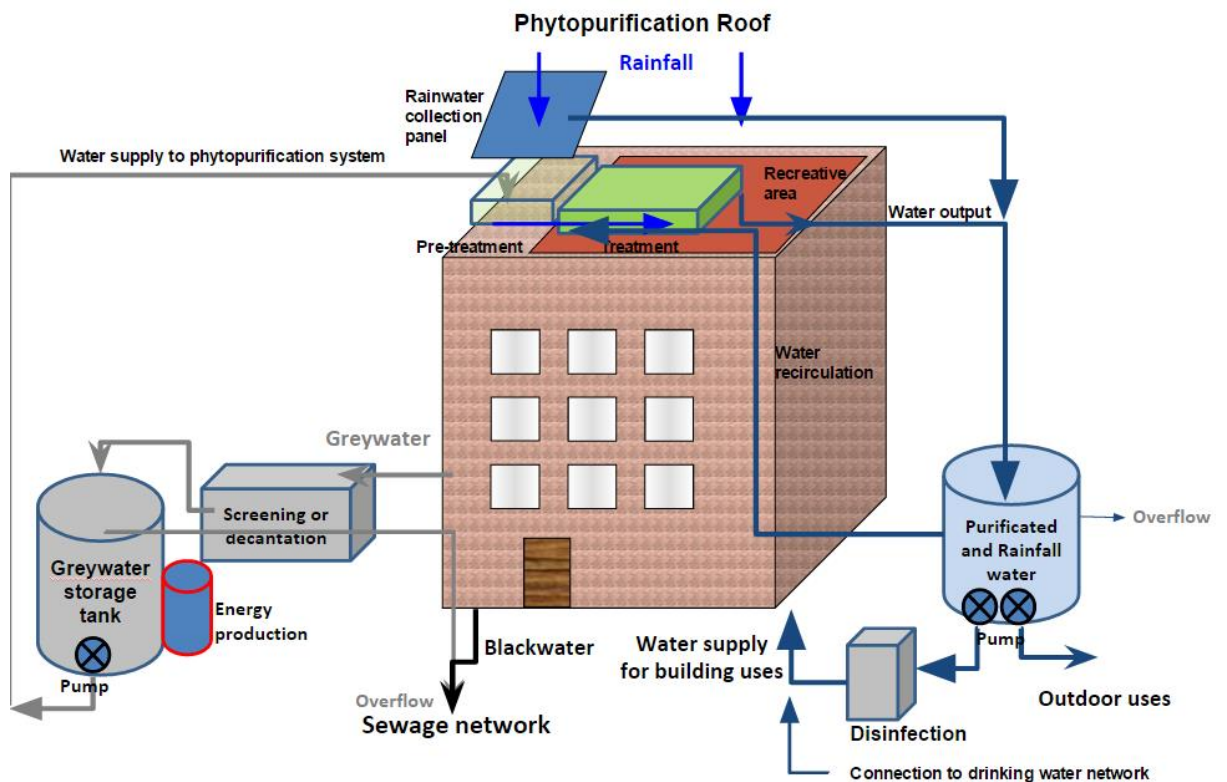 Phytopurification Roof
Rainfall
Rainwater
collection
panel
Water supply to phytopurification system
Recreative
area
Water output
Pre-treatment
Treatment
Water
recirculation
Greywater
Screening or
decantation
Greywater
storage
tank
Energy
production
Pump
Purificated
and Rainfall
water
Overflow
Pump
Blackwater
Water supply
for building uses
Overflow
Sewage network
Outdoor uses
Disinfection
Connection to drinking water network